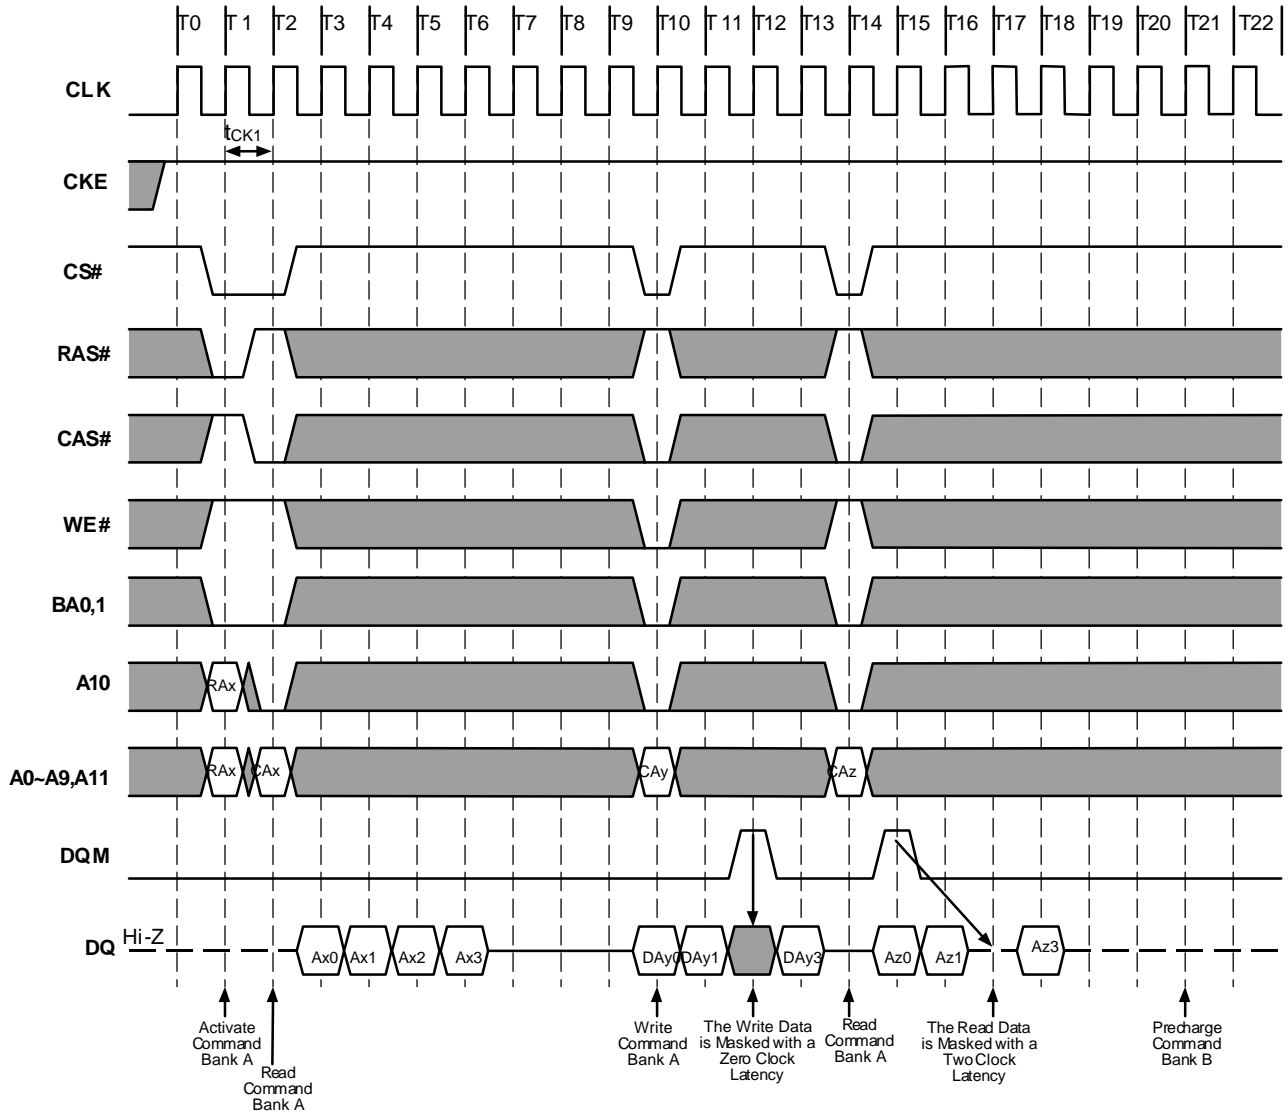 T0 T1 T2 T3 T4 T5 T6 T7 T8 T9 T10 T11 T12 T13 T14 T15 T16 T17 T18 T19 T20 T21 T22
CLK
tCK1
CKE
CS#
RAS#
CAS#
WE#
BA0,1
A10
RAx
A0~A9,A11
RAx CAx CAy CAz
DQM
DQ
Hi-Z
Ax0 Ax1 Ax2 Ax3 DAy0 DAy1 DAy3 Az0 Az1 Az3
Activate
Command
Bank A
Read
Command
Bank A
Write
Command
Bank A
The Write Data
is Masked with a
Zero Clock
Latency
Read
Command
Bank A
The Read Data
is Masked with a
Two Clock
Latency
Precharge
Command
Bank B